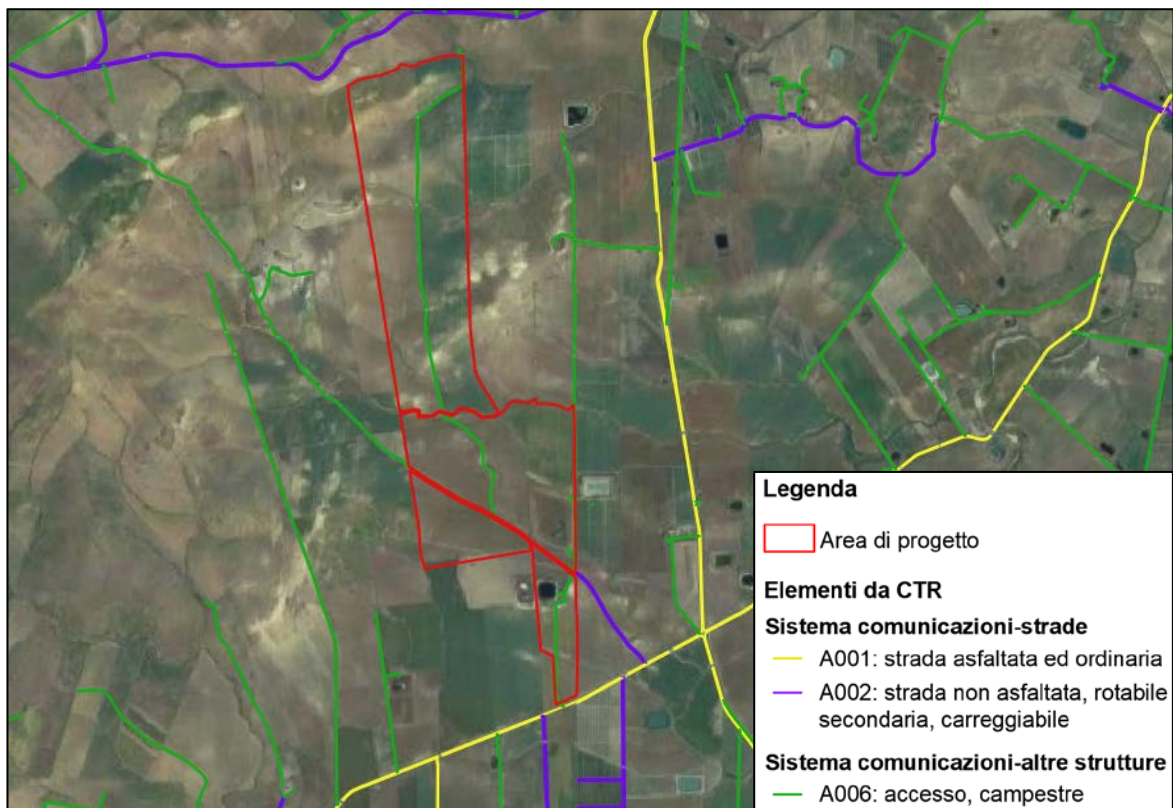 Legenda
Area di progetto
Elementi da CTR
Sistema comunicazioni-strade
A001: strada asfaltata ed ordinaria
A002: strada non asfaltata, rotabile
secondaria, carreggiabile
Sistema comunicazioni-altre strutture
A006: accesso, campestre